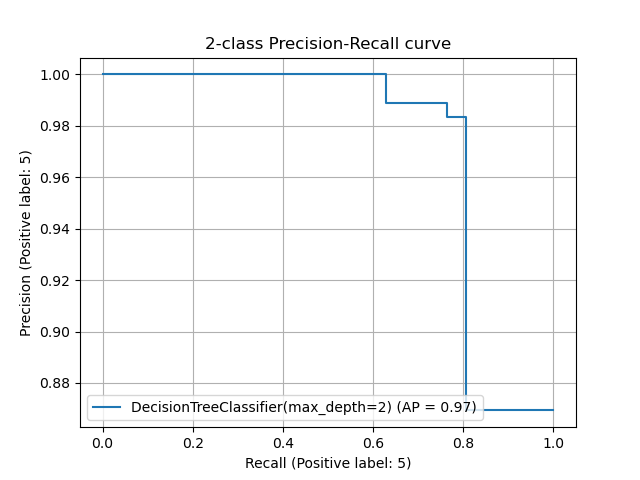 2-class Precision-Recall curve
Precision (Positive label: 5)
1.00
0.98
0.96
0.94
0.92
0.90
0.88
DecisionTreeClassifier(max_depth=2) (AP = 0.97)
0.0 0.2 0.4 0.6 0.8 1.0
Recall (Positive label: 5)